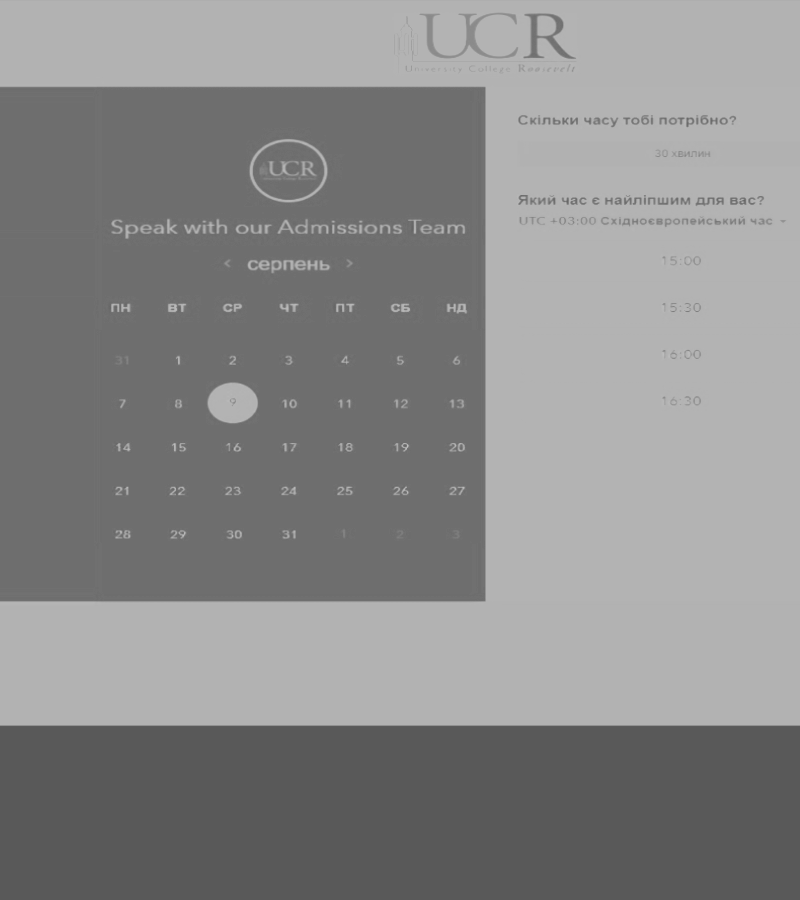 UCR
University College Roosevelt
UCR
Speak with our Admissions Team
< серпень >
ПН ВТ СР ЧТ ПТ СБ НД
31 1 2 3 4 5 6
7 8 9 10 11 12 13
14 15 16 17 18 19 20
21 22 23 24 25 26 27
28 29 30 31 1 2 3
Скільки часу тобі потрібно?
30 хвилин
Який час є найліпшим для вас?
UTC +03:00 Східноєвропейський час
15:00
15:30
16:00
16:30